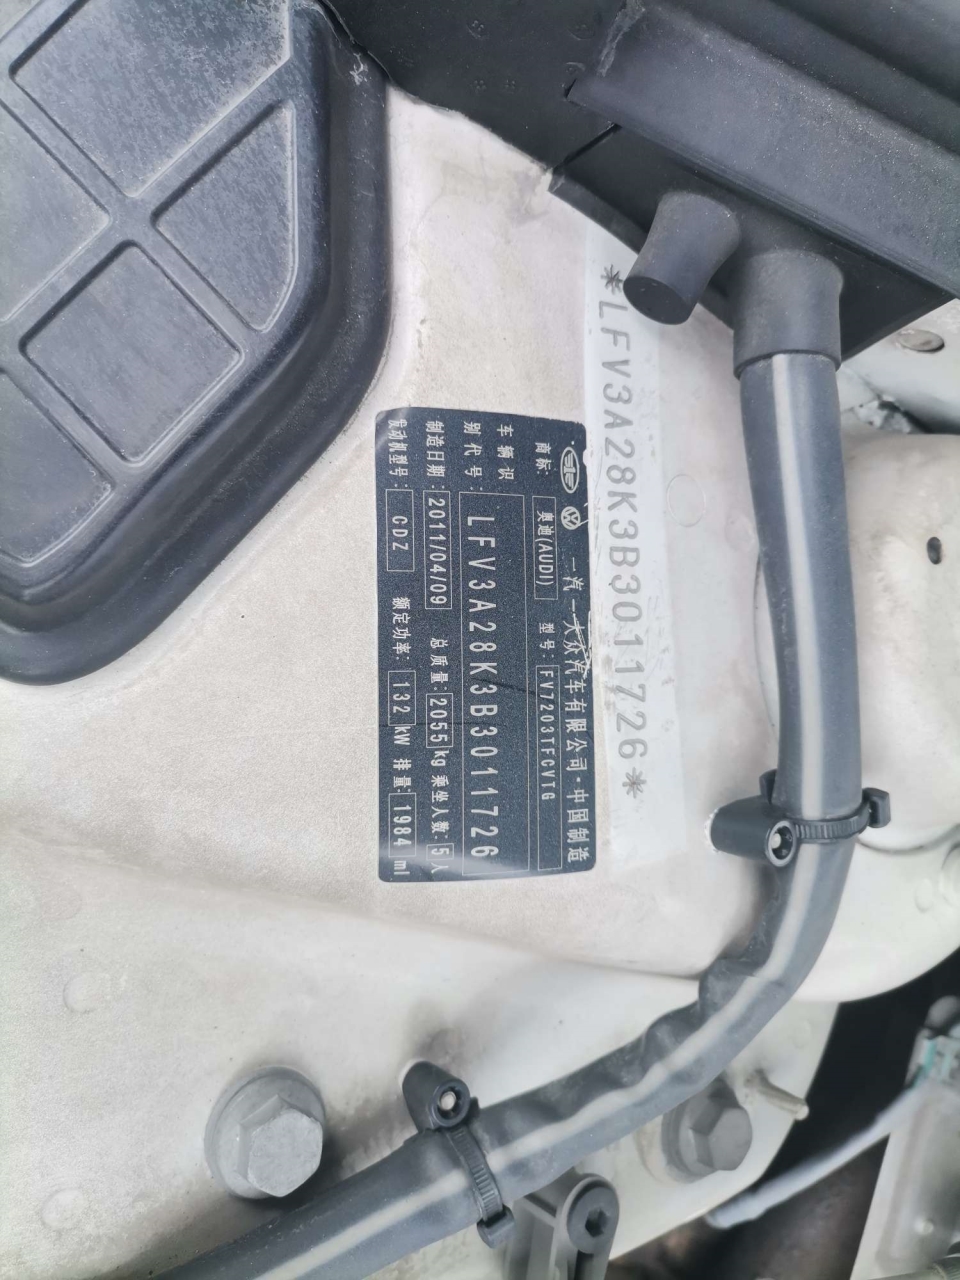 *LFV3A28K3B3011726*
一汽-大众汽车有限公司·中国制造
商标: 奥迪(AUDI) 型号: FV7203TFCVTG
车辆识别代号: LFV3A28K3B3011726
制造日期: 2011/04/09 总质量: 2055 kg 乘坐人数: 5 人
发动机型号: CDZ 额定功率: 132 kW 排量: 1984 ml